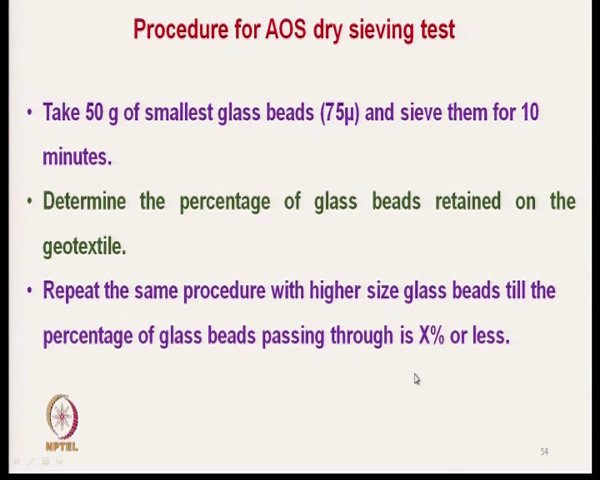 Procedure for AOS dry sieving test
• Take 50 g of smallest glass beads (75µ) and sieve them for 10
minutes.
• Determine the percentage of glass beads retained on the
geotextile.
• Repeat the same procedure with higher size glass beads till the
percentage of glass beads passing through is X% or less.
NPTEL
54